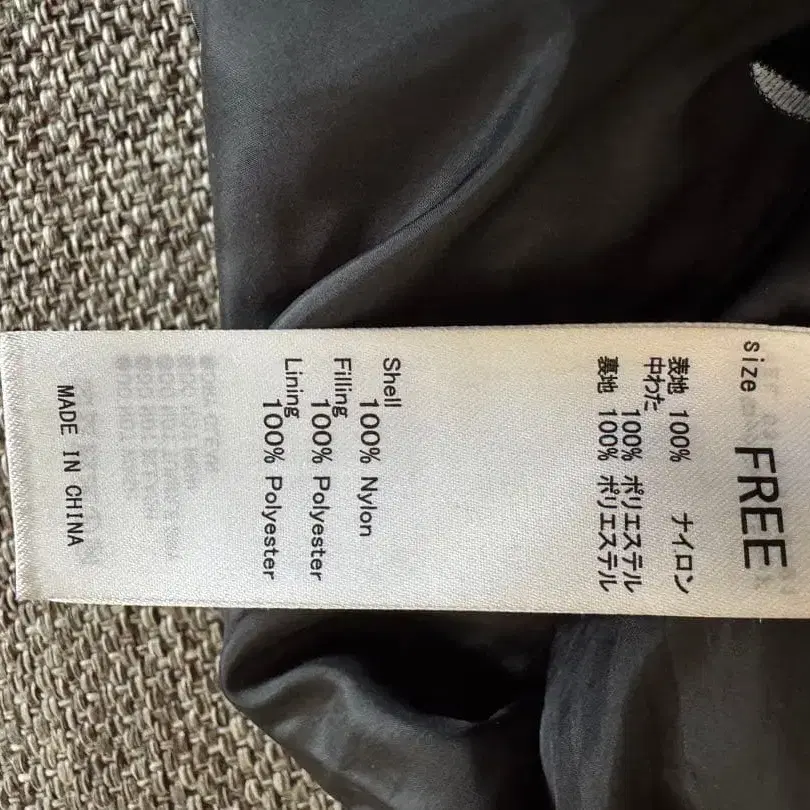 size
FREE
表地 100% ナイロン
中わた
100% ポリエステル
裏地 100% ポリエステル
Shell
100% Nylon
Filling
100% Polyester
Lining
100% Polyester
MADE IN CHINA